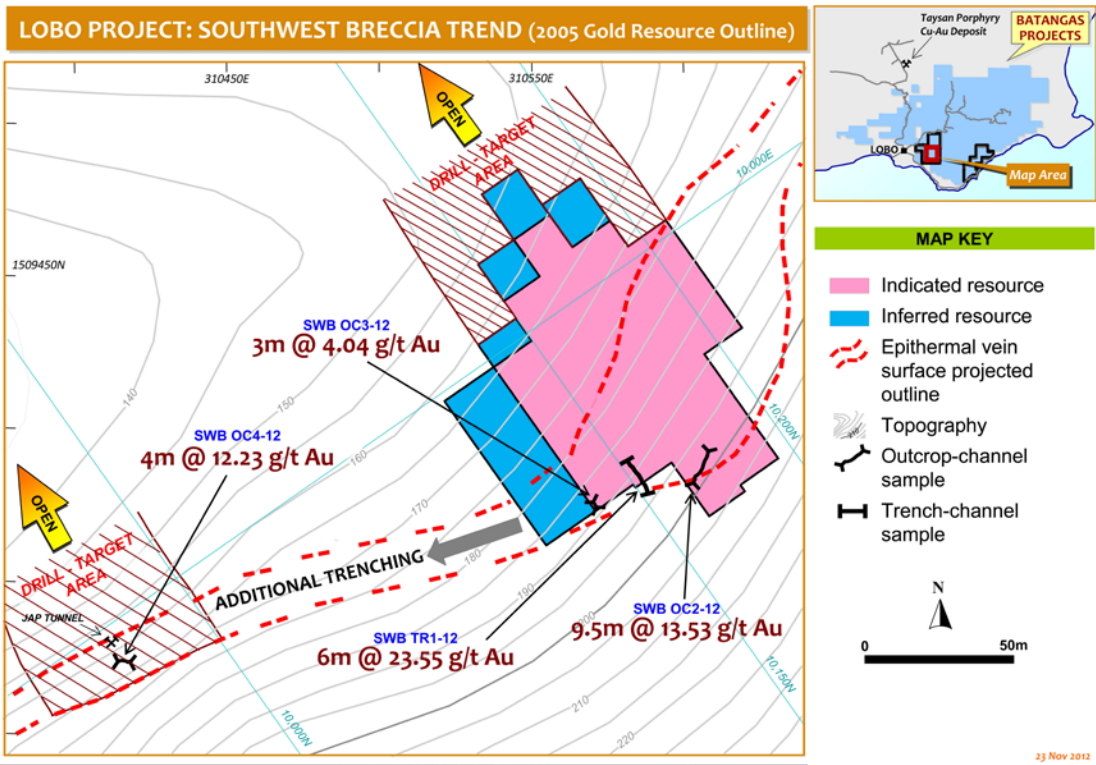 LOBO PROJECT: SOUTHWEST BRECCIA TREND (2005 Gold Resource Outline)
310450E
310550E
1509450N
OPEN
DRILL - TARGET
AREA
10,000E
SWB OC3-12
3m @ 4.04 g/t Au
140
150
160
10,200N
SWB OC4-12
4m @ 12.23 g/t Au
170
OPEN
180
ADDITIONAL TRENCHING
190
200
DRILL - TARGET
AREA
JAP TUNNEL
SWB TR1-12
6m @ 23.55 g/t Au
SWB OC2-12
9.5m @ 13.53 g/t Au
10,150N
210
10,000N
220
Taysan Porphyry
Cu-Au Deposit
BATANGAS
PROJECTS
LOBO
Map Area
MAP KEY
Indicated resource
Inferred resource
Epithermal vein
surface projected
outline
Topography
Outcrop-channel
sample
Trench-channel
sample
N
0
50m
23 Nov 2012